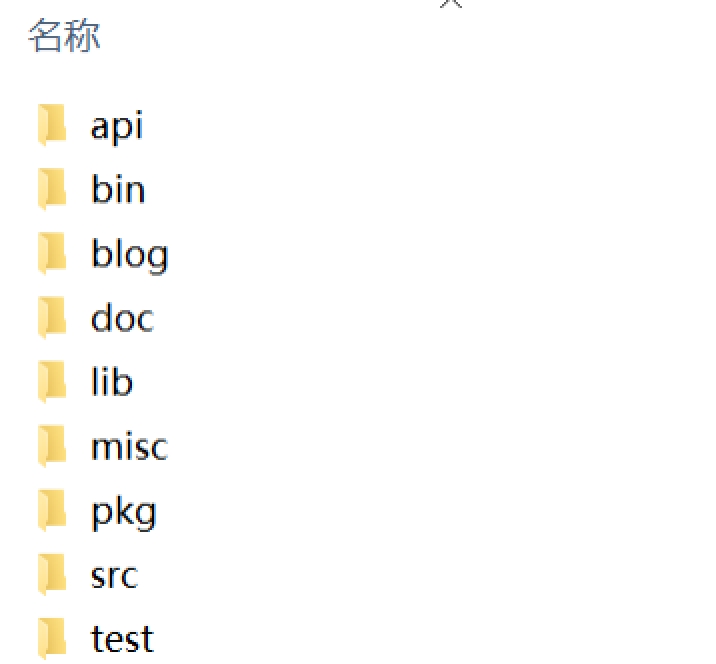 名称
api
bin
blog
doc
lib
misc
pkg
src
test